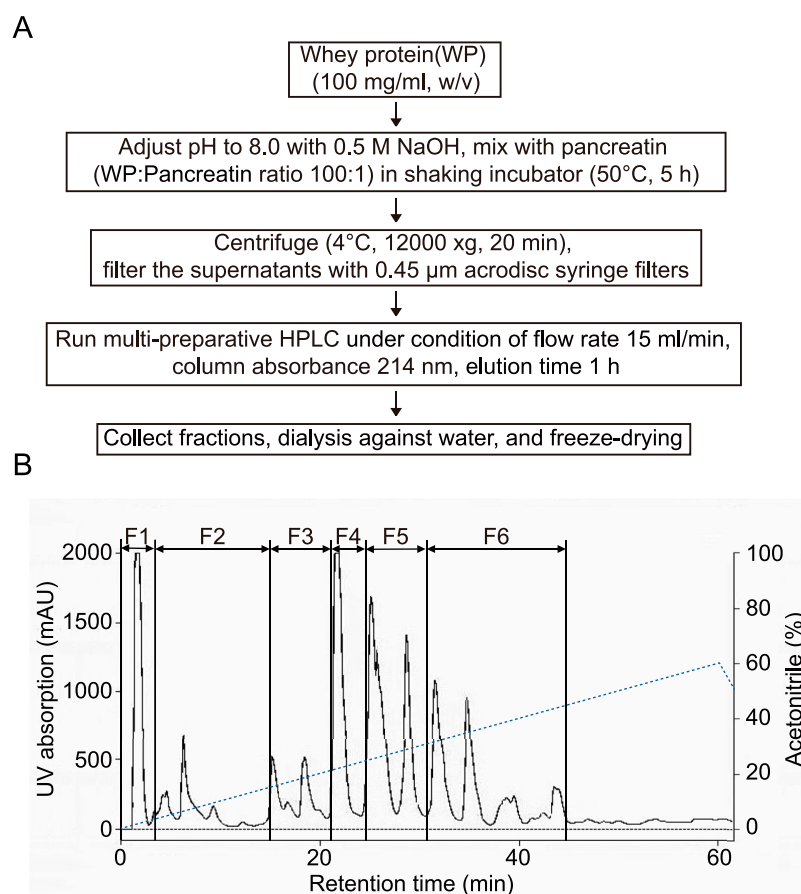 A
Whey protein(WP)
(100 mg/ml, w/v)
Adjust pH to 8.0 with 0.5 M NaOH, mix with pancreatin
(WP:Pancreatin ratio 100:1) in shaking incubator (50°C, 5 h)
Centrifuge (4°C, 12000 xg, 20 min),
filter the supernatants with 0.45 µm acrodisc syringe filters
Run multi-preparative HPLC under condition of flow rate 15 ml/min,
column absorbance 214 nm, elution time 1 h
Collect fractions, dialysis against water, and freeze-drying
B
F1 F2 F3 F4 F5 F6
2000
1500
1000
500
0
UV absorption (mAU)
100
80
60
40
20
0
Acetonitrile (%)
0 20 40 60
Retention time (min)